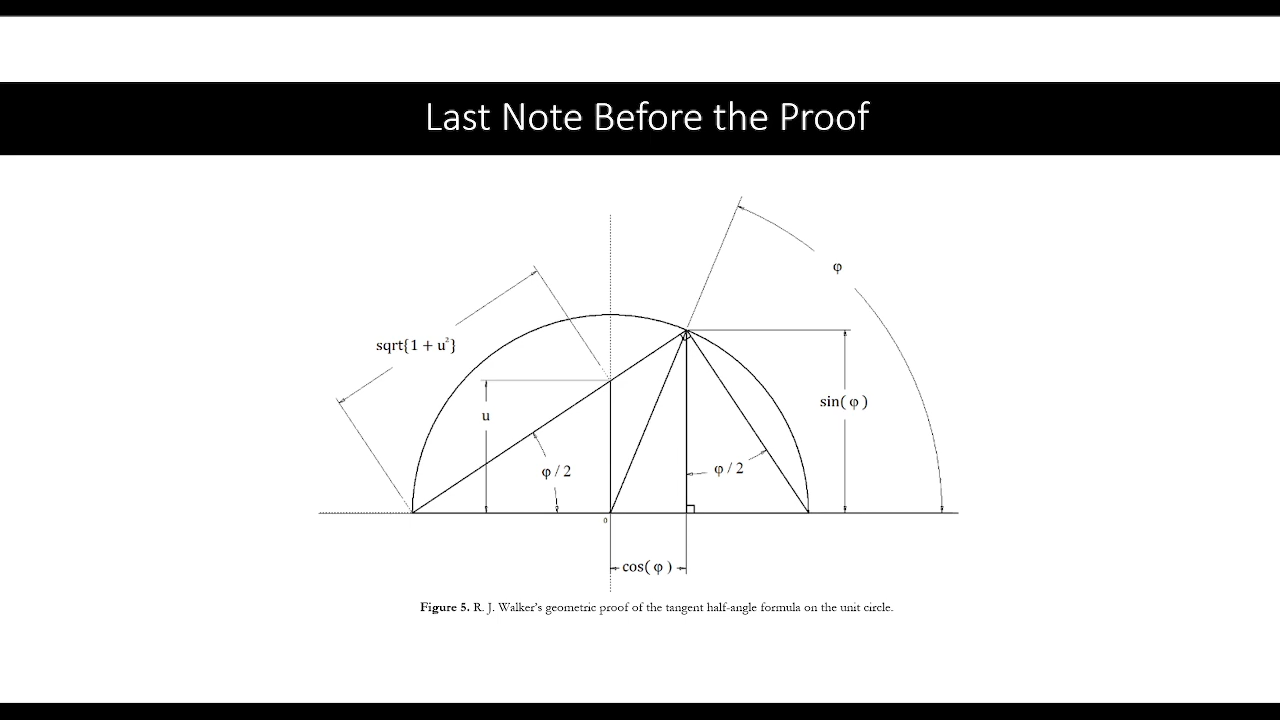 Last Note Before the Proof
φ
sqrt{1 + u²}
u
sin( φ )
φ / 2
φ / 2
0
cos( φ )
Figure 5. R. J. Walker's geometric proof of the tangent half-angle formula on the unit circle.